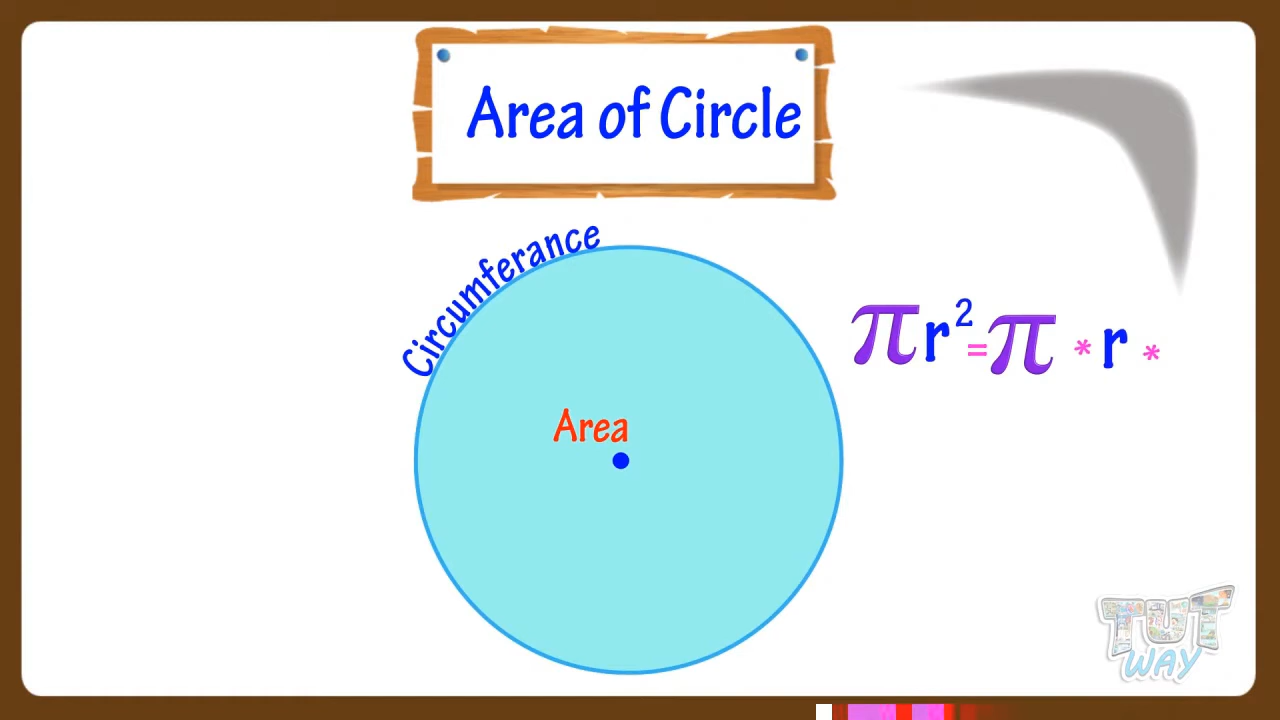 Area of Circle
Circumferance
πr²=π*r*
Area
TUT
WAY